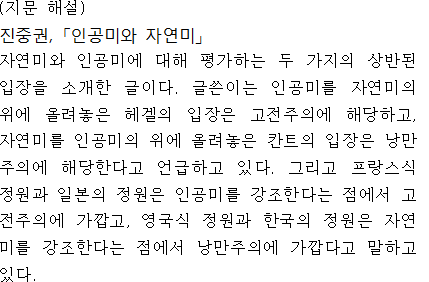 (지문 해설)
진중권, 「인공미와 자연미」
자연미와 인공미에 대해 평가하는 두 가지의 상반된
입장을 소개한 글이다. 글쓴이는 인공미를 자연미의
위에 올려놓은 헤겔의 입장은 고전주의에 해당하고,
자연미를 인공미의 위에 올려놓은 칸트의 입장은 낭만
주의에 해당한다고 언급하고 있다. 그리고 프랑스식
정원과 일본의 정원은 인공미를 강조한다는 점에서 고
전주의에 가깝고, 영국식 정원과 한국의 정원은 자연
미를 강조한다는 점에서 낭만주의에 가깝다고 말하고
있다.